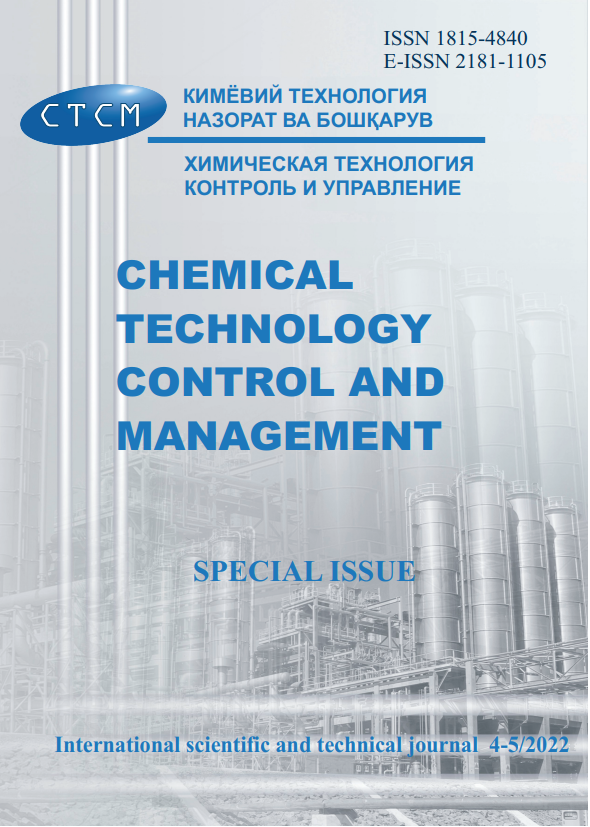 ISSN 1815-4840
E-ISSN 2181-1105
CTCM
КИМЁВИЙ ТЕХНОЛОГИЯ
НАЗОРАТ ВА БОШҚАРУВ
ХИМИЧЕСКАЯ ТЕХНОЛОГИЯ
КОНТРОЛЬ И УПРАВЛЕНИЕ
CHEMICAL
TECHNOLOGY
CONTROL AND
MANAGEMENT
SPECIAL ISSUE
International scientific and technical journal 4-5/2022